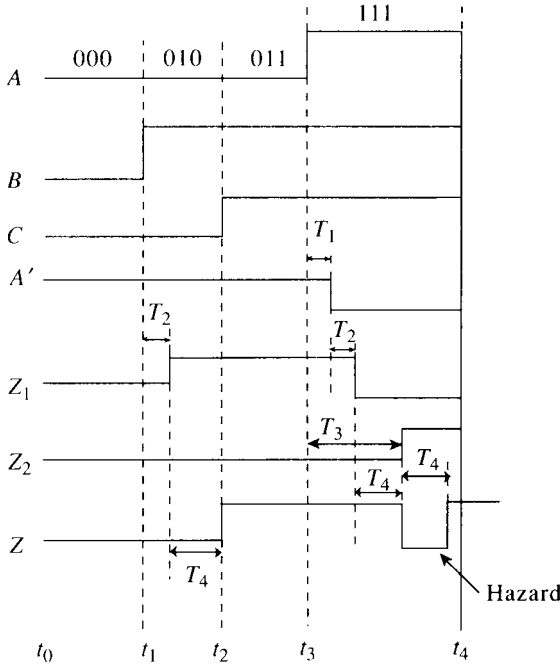 111
000 010 011
A
B
C
T₁
A′
T₂ T₂
Z₁
T₃
Z₂ T₄
T₄
Z
T₄
Hazard
t₀ t₁ t₂ t₃ t₄